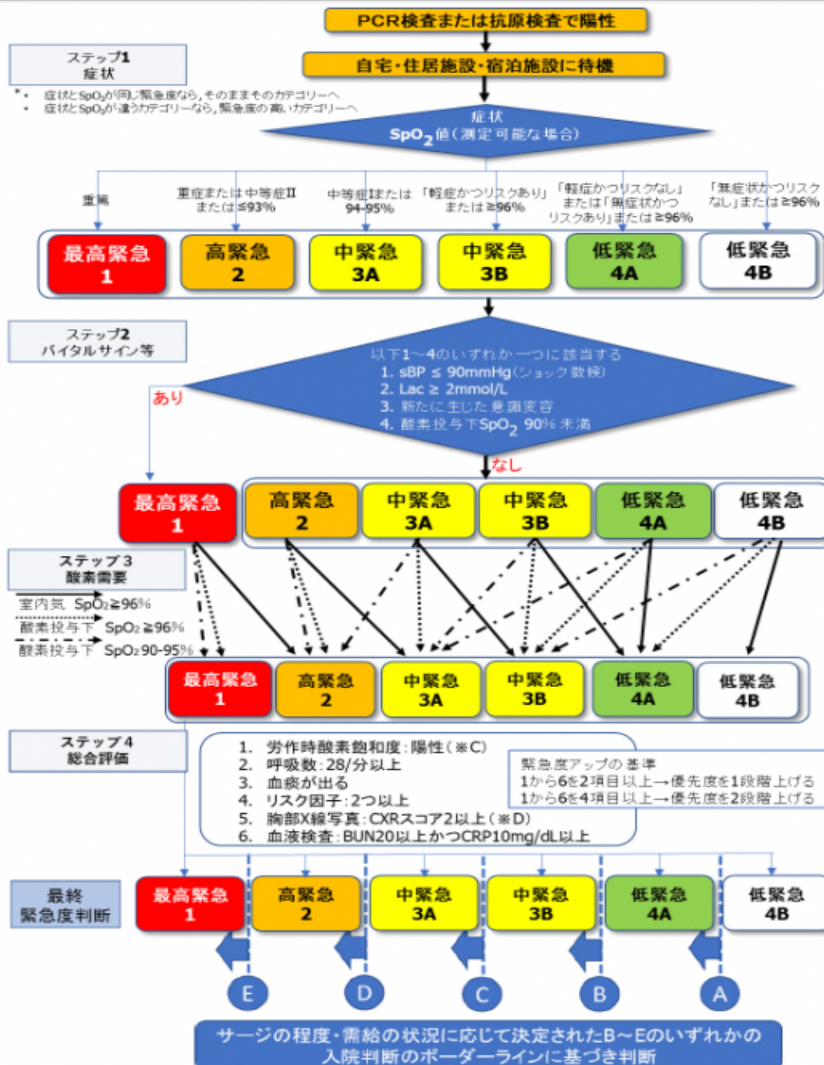 PCR検査または抗原検査で陽性
自宅・住居施設・宿泊施設に待機
ステップ1
症状
*・ 症状とSpO₂が同じ緊急度なら,そのままそのカテゴリーへ
・ 症状とSpO₂が違うカテゴリーなら,緊急度の高いカテゴリーへ
症状
SpO₂値(測定可能な場合)
重篤
重症または中等症II
または≦93%
中等症Iまたは
94-95%
「軽症かつリスクあり」
または≧96%
「軽症かつリスクなし」
または「無症状かつ
リスクあり」または≧96%
「無症状かつリスク
なし」または≧96%
最高緊急
1
高緊急
2
中緊急
3A
中緊急
3B
低緊急
4A
低緊急
4B
ステップ2
バイタルサイン等
以下1～4のいずれか一つに該当する
1. sBP ≤ 90mmHg(ショック徴候)
2. Lac ≥ 2mmol/L
3. 新たに生じた意識変容
4. 酸素投与下SpO₂ 90%未満
あり
なし
最高緊急
1
高緊急
2
中緊急
3A
中緊急
3B
低緊急
4A
低緊急
4B
ステップ3
酸素需要
室内気 SpO₂≧96%
酸素投与下 SpO₂≧96%
酸素投与下 SpO₂90-95%
最高緊急
1
高緊急
2
中緊急
3A
中緊急
3B
低緊急
4A
低緊急
4B
ステップ4
総合評価
1. 労作時酸素飽和度:陽性(※C)
2. 呼吸数:28/分以上
3. 血痰が出る
4. リスク因子:2つ以上
5. 胸部X線写真:CXRスコア2以上(※D)
6. 血液検査:BUN20以上かつCRP10mg/dL以上
緊急度アップの基準
1から6を2項目以上→優先度を1段階上げる
1から6を4項目以上→優先度を2段階上げる
最終
緊急度判断
最高緊急
1
高緊急
2
中緊急
3A
中緊急
3B
低緊急
4A
低緊急
4B
E
D
C
B
A
サージの程度・需給の状況に応じて決定されたB～Eのいずれかの
入院判断のボーダーラインに基づき判断